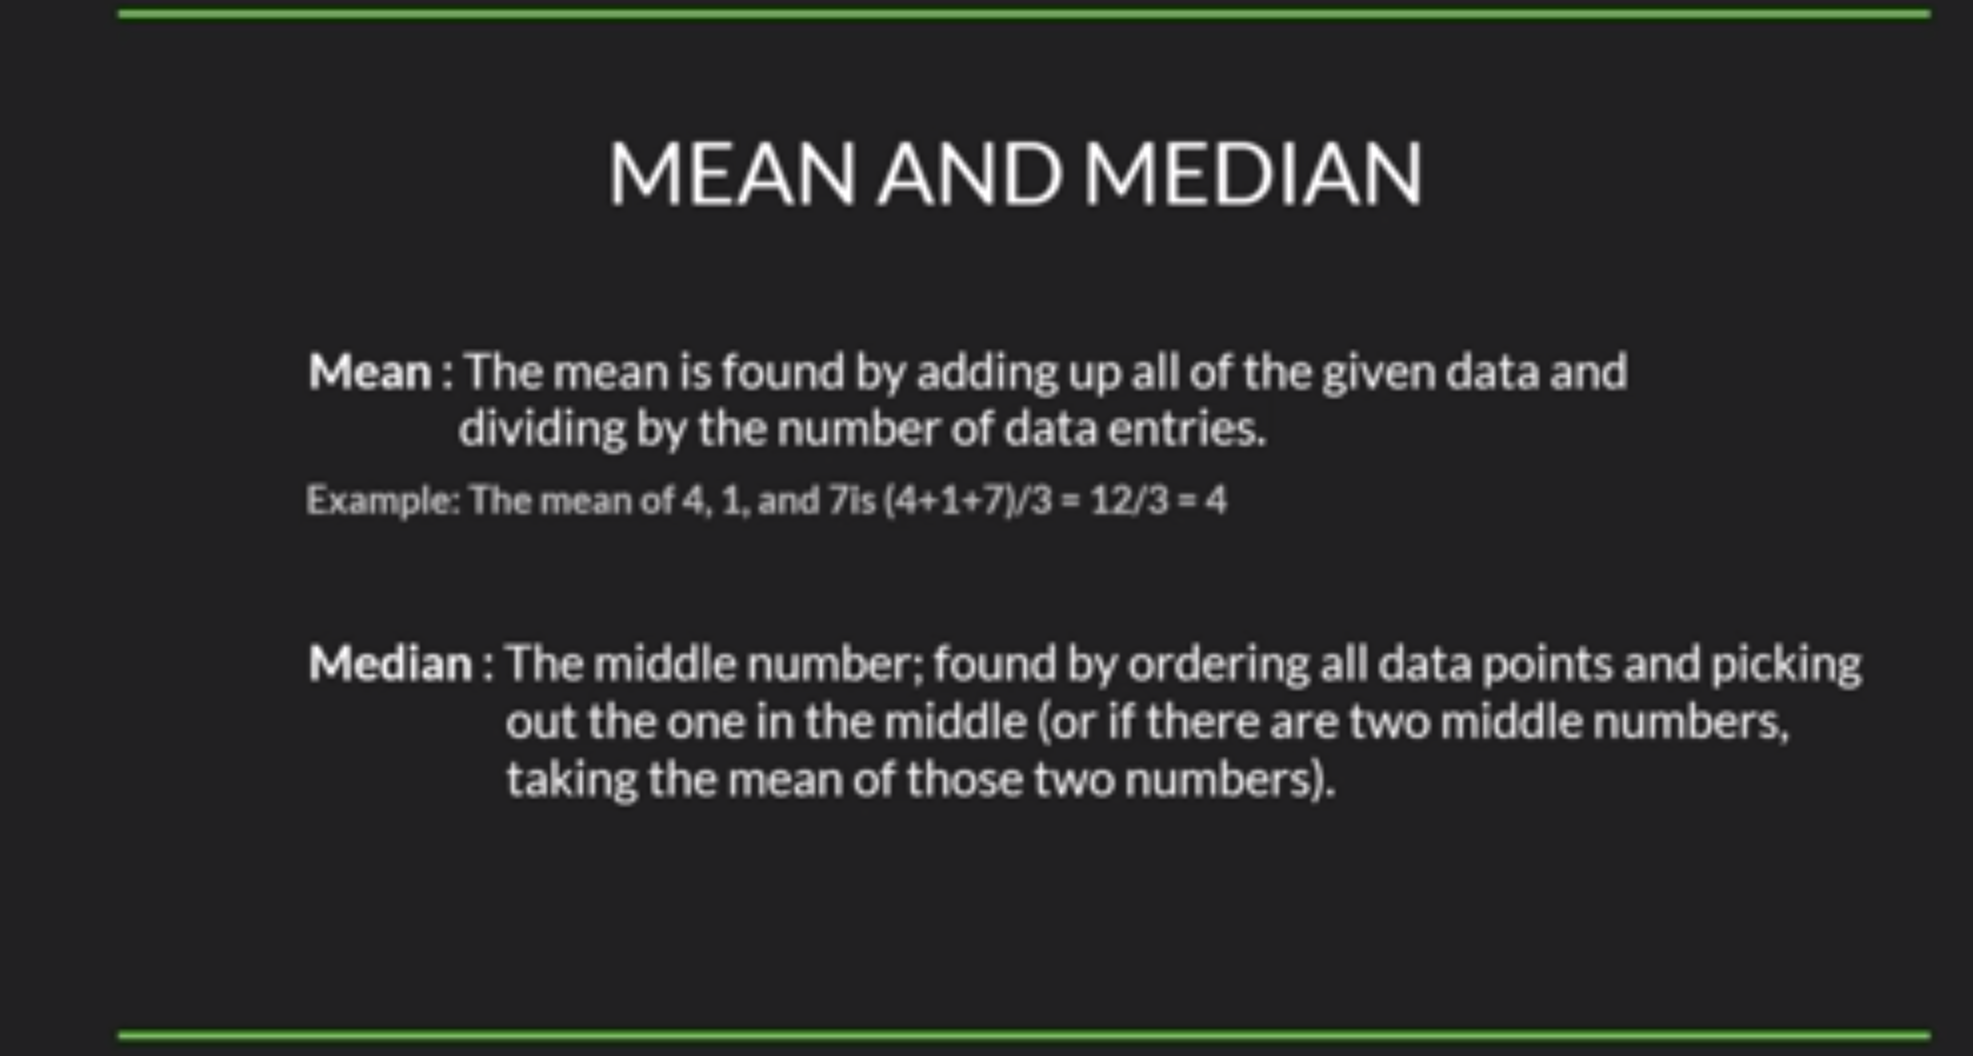 MEAN AND MEDIAN
Mean : The mean is found by adding up all of the given data and
dividing by the number of data entries.
Example: The mean of 4, 1, and 7is (4+1+7)/3 = 12/3 = 4
Median : The middle number; found by ordering all data points and picking
out the one in the middle (or if there are two middle numbers,
taking the mean of those two numbers).